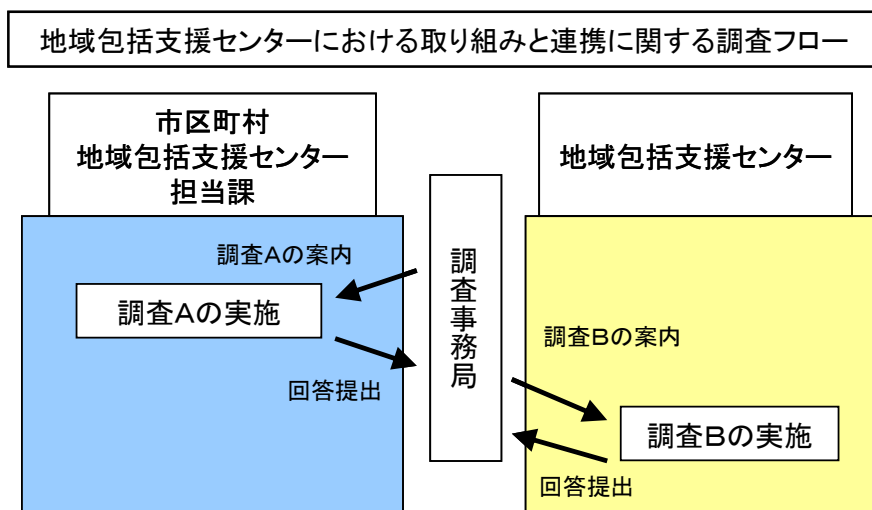 地域包括支援センターにおける取り組みと連携に関する調査フロー
市区町村
地域包括支援センター
担当課
地域包括支援センター
調査事務局
調査Aの案内
調査Aの実施
回答提出
調査Bの案内
調査Bの実施
回答提出